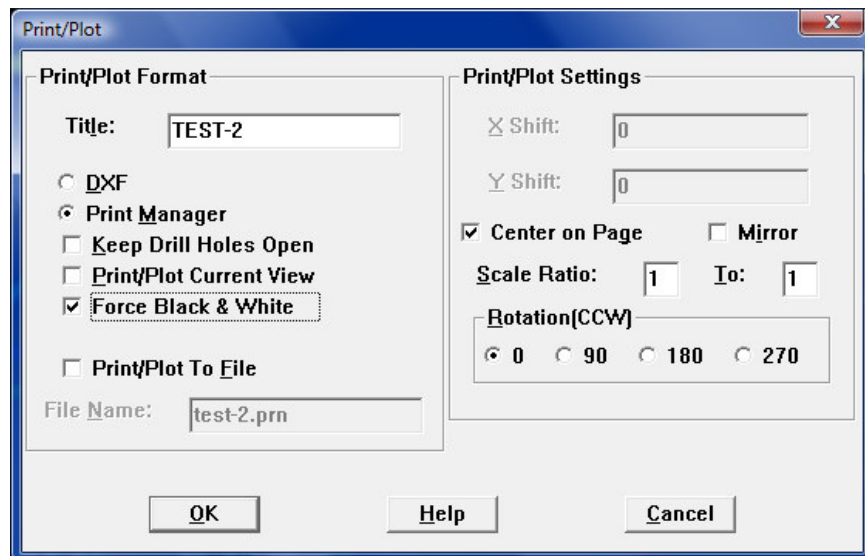 Print/Plot
Print/Plot Format
Title: TEST-2
DXF
Print Manager
Keep Drill Holes Open
Print/Plot Current View
Force Black & White
Print/Plot To File
File Name: test-2.prn
Print/Plot Settings
X Shift: 0
Y Shift: 0
Center on Page Mirror
Scale Ratio: 1 To: 1
Rotation(CCW)
0 90 180 270
OK Help Cancel